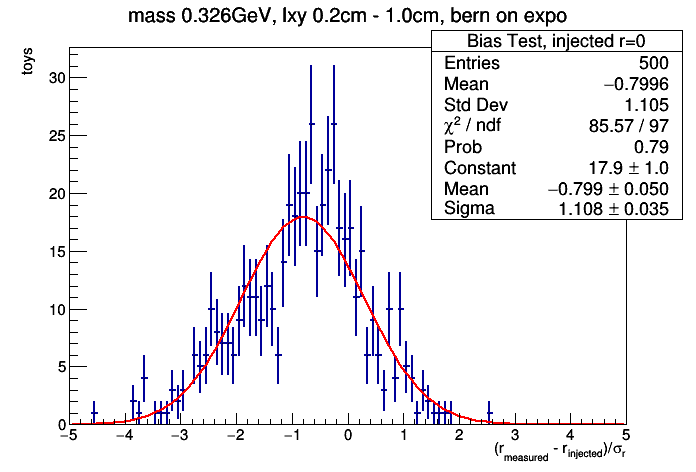 mass 0.326GeV, lxy 0.2cm - 1.0cm, bern on expo
toys
Bias Test, injected r=0
Entries 500
Mean −0.7996
Std Dev 1.105
χ² / ndf 85.57 / 97
Prob 0.79
Constant 17.9 ± 1.0
Mean −0.799 ± 0.050
Sigma 1.108 ± 0.035
30
25
20
15
10
5
0
−5 −4 −3 −2 −1 0 1 2 3 4 5
(r_measured - r_injected)/σ_r